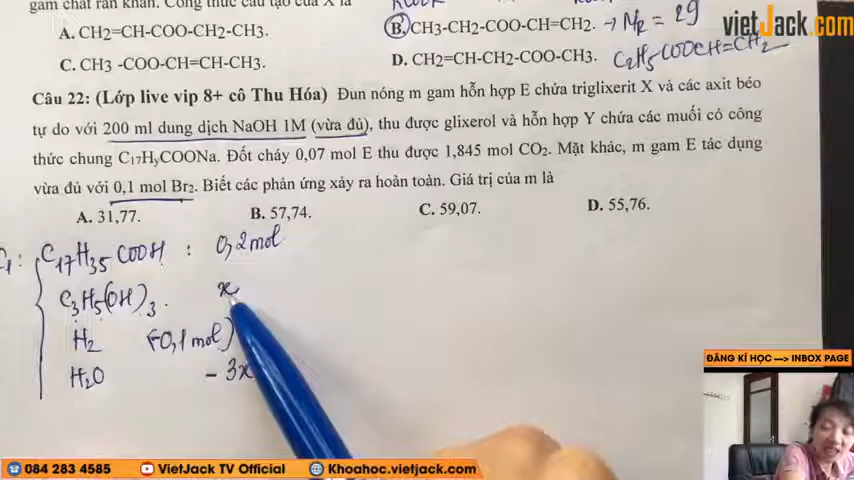 gam chất rắn khan. Công thức cấu tạo của X là
A. CH2=CH-COO-CH2-CH3.
B. CH3-CH2-COO-CH=CH2. → MR = 29
C. CH3 -COO-CH=CH-CH3.
D. CH2=CH-CH2-COO-CH3.
C2H5COOCH=CH2
vietJack.com
Câu 22: (Lớp live vip 8+ cô Thu Hóa) Đun nóng m gam hỗn hợp E chứa triglixerit X và các axit béo
tự do với 200 ml dung dịch NaOH 1M (vừa đủ), thu được glixerol và hỗn hợp Y chứa các muối có công
thức chung C17HyCOONa. Đốt cháy 0,07 mol E thu được 1,845 mol CO2. Mặt khác, m gam E tác dụng
vừa đủ với 0,1 mol Br2. Biết các phản ứng xảy ra hoàn toàn. Giá trị của m là
A. 31,77.
B. 57,74.
C. 59,07.
D. 55,76.
C1: C17H35COOH : 0,2 mol
C3H5(OH)3. x
H2 (-0,1 mol)
H2O - 3x
ĐĂNG KÍ HỌC ---> INBOX PAGE
084 283 4585 VietJack TV Official Khoahoc.vietjack.com